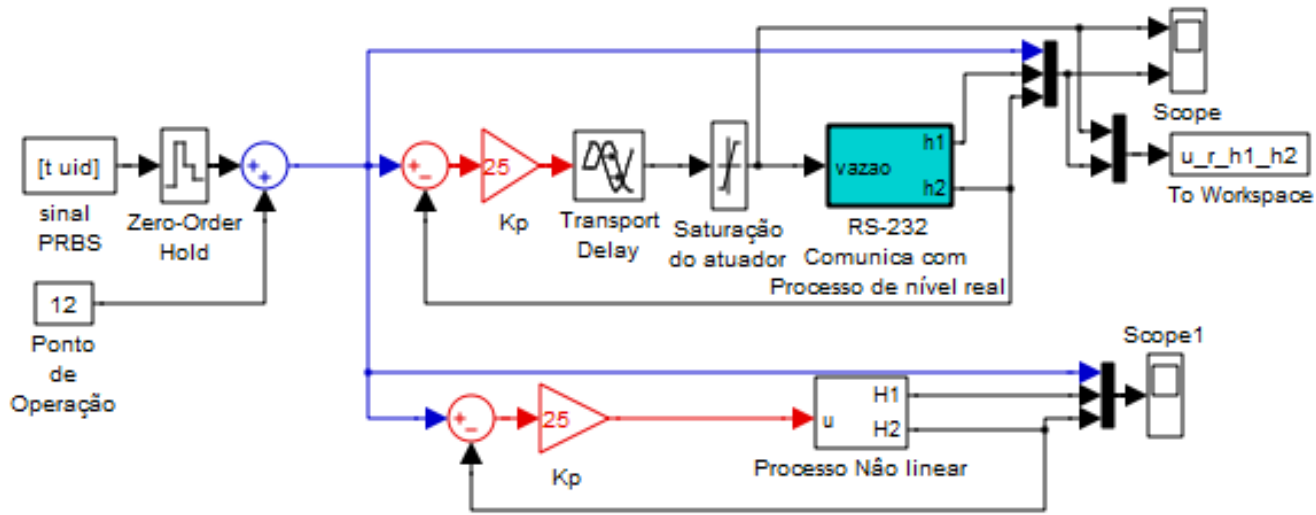 [t uid]
sinal
PRBS
Zero-Order
Hold
+
+
12
Ponto
de
Operação
+
−
25
Kp
Transport
Delay
Saturação
do atuador
vazao
h1
h2
RS-232
Comunica com
Processo de nível real
Scope
u_r_h1_h2
To Workspace
+
−
25
Kp
u
H1
H2
Processo Nâo linear
Scope1